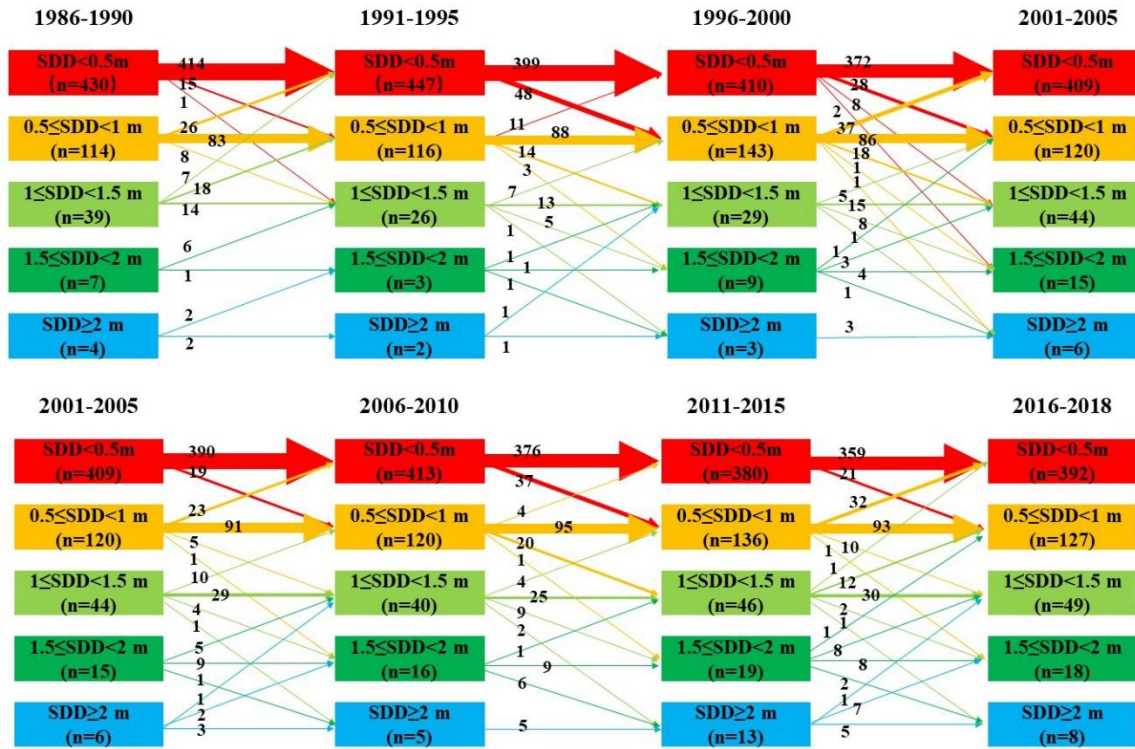 1986-1990
1991-1995
1996-2000
2001-2005
SDD<0.5m
(n=430)
414
15
1
SDD<0.5m
(n=447)
399
48
SDD<0.5m
(n=410)
372
28
8
2
SDD<0.5m
(n=409)
0.5≤SDD<1 m
(n=114)
26
83
8
0.5≤SDD<1 m
(n=116)
11
88
14
3
0.5≤SDD<1 m
(n=143)
37
86
18
1
1
0.5≤SDD<1 m
(n=120)
1≤SDD<1.5 m
(n=39)
7
18
14
1≤SDD<1.5 m
(n=26)
7
13
5
1
1≤SDD<1.5 m
(n=29)
5
15
8
1
1≤SDD<1.5 m
(n=44)
1.5≤SDD<2 m
(n=7)
6
1
1.5≤SDD<2 m
(n=3)
1
1
1
1.5≤SDD<2 m
(n=9)
1
3
4
1
1.5≤SDD<2 m
(n=15)
SDD≥2 m
(n=4)
2
2
SDD≥2 m
(n=2)
1
1
SDD≥2 m
(n=3)
3
SDD≥2 m
(n=6)
2001-2005
2006-2010
2011-2015
2016-2018
SDD<0.5m
(n=409)
390
19
SDD<0.5m
(n=413)
376
37
SDD<0.5m
(n=380)
359
21
SDD<0.5m
(n=392)
0.5≤SDD<1 m
(n=120)
23
91
5
1
0.5≤SDD<1 m
(n=120)
4
95
20
1
0.5≤SDD<1 m
(n=136)
32
93
10
1
0.5≤SDD<1 m
(n=127)
1≤SDD<1.5 m
(n=44)
10
29
4
1
1≤SDD<1.5 m
(n=40)
4
25
9
2
1≤SDD<1.5 m
(n=46)
1
12
30
2
1
1≤SDD<1.5 m
(n=49)
1.5≤SDD<2 m
(n=15)
5
9
1
1.5≤SDD<2 m
(n=16)
1
9
6
1.5≤SDD<2 m
(n=19)
1
8
8
2
1.5≤SDD<2 m
(n=18)
SDD≥2 m
(n=6)
1
2
3
SDD≥2 m
(n=5)
5
SDD≥2 m
(n=13)
1
7
5
SDD≥2 m
(n=8)